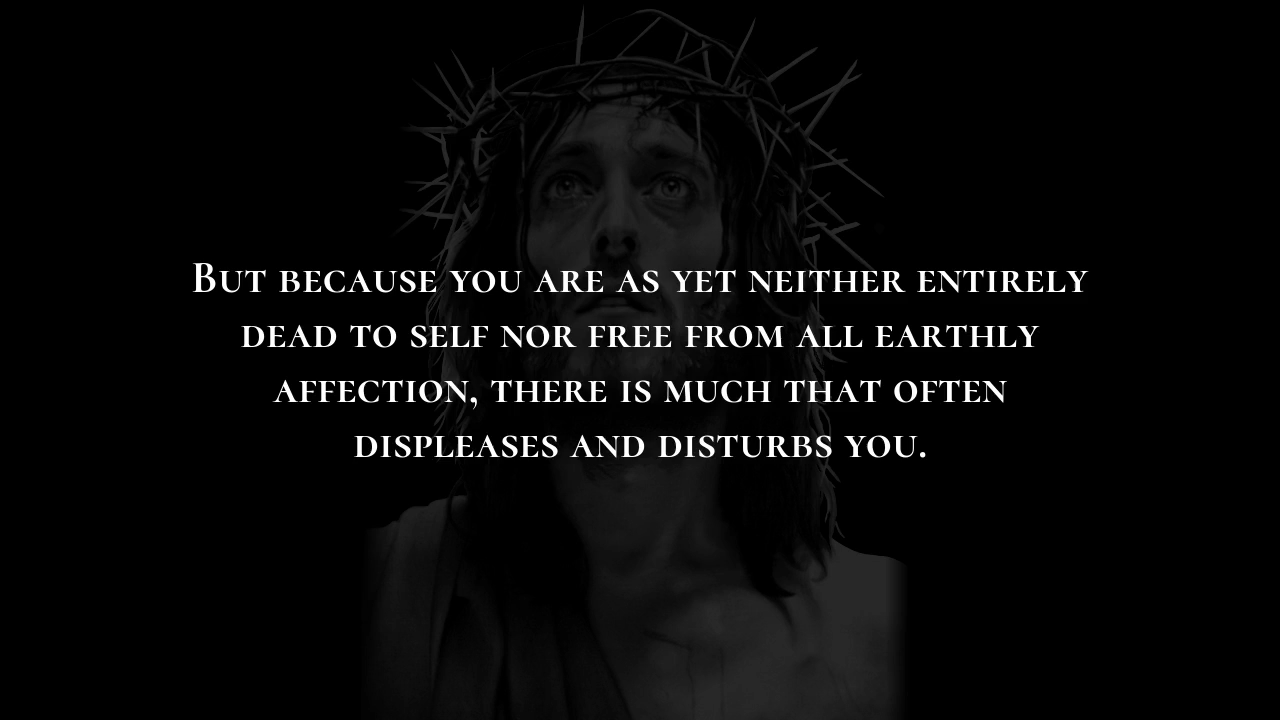 But because you are as yet neither entirely
dead to self nor free from all earthly
affection, there is much that often
displeases and disturbs you.